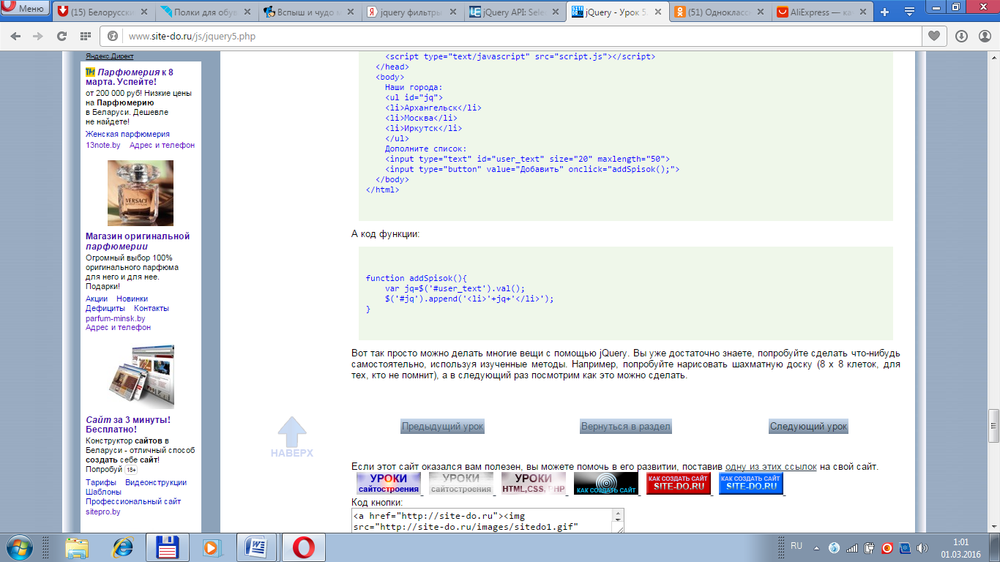 Меню
(15) Белорусски
Полки для обув
Вспыш и чудо м
jquery фильтры
jQuery API: Sele
jQuery - Урок 5.
(51) Одноклассн
AliExpress — ка
www.site-do.ru/js/jquery5.php
Яндекс.Директ
Парфюмерия к 8
марта. Успейте!
от 200 000 руб! Низкие цены
на Парфюмерию
в Беларуси. Дешевле
не найдете!
Женская парфюмерия
13note.by Адрес и телефон
VERSACE
Магазин оригинальной
парфюмерии
Огромный выбор 100%
оригинального парфюма
для него и для нее.
Подарки!
Акции Новинки
Дефициты Контакты
parfum-minsk.by
Адрес и телефон
Сайт за 3 минуты!
Бесплатно!
Конструктор сайтов в
Беларуси - отличный способ
создать себе сайт!
Попробуй 18+
Тарифы Видеоинструкции
Шаблоны
Профессиональный сайт
sitepro.by
<script type="text/javascript" src="script.js"></script>
</head>
<body>
Наши города:
<ul id="jq">
<li>Архангельск</li>
<li>Москва</li>
<li>Иркутск</li>
</ul>
Дополните список:
<input type="text" id="user_text" size="20" maxlength="50">
<input type="button" value="Добавить" onclick="addSpisok();">
</body>
</html>
А код функции:
function addSpisok(){
var jq=$('#user_text').val();
$('#jq').append('<li>'+jq+'</li>');
}
Вот так просто можно делать многие вещи с помощью jQuery. Вы уже достаточно знаете, попробуйте сделать что-нибудь
самостоятельно, используя изученные методы. Например, попробуйте нарисовать шахматную доску (8 х 8 клеток, для
тех, кто не помнит), а в следующий раз посмотрим как это можно сделать.
НАВЕРХ
Предыдущий урок
Вернуться в раздел
Следующий урок
Если этот сайт оказался вам полезен, вы можете помочь в его развитии, поставив одну из этих ссылок на свой сайт.
УРОКИ
сайтостроения
УРОКИ
сайтостроения
УРОКИ
HTML,CSS, PHP
КАК СОЗДАТЬ САЙТ
КАК СОЗДАТЬ САЙТ
SITE-DO.RU
КАК СОЗДАТЬ САЙТ
SITE-DO.RU
Код кнопки:
<a href="http://site-do.ru"><img
src="http://site-do.ru/images/sitedo1.gif"
RU
1:01
01.03.2016